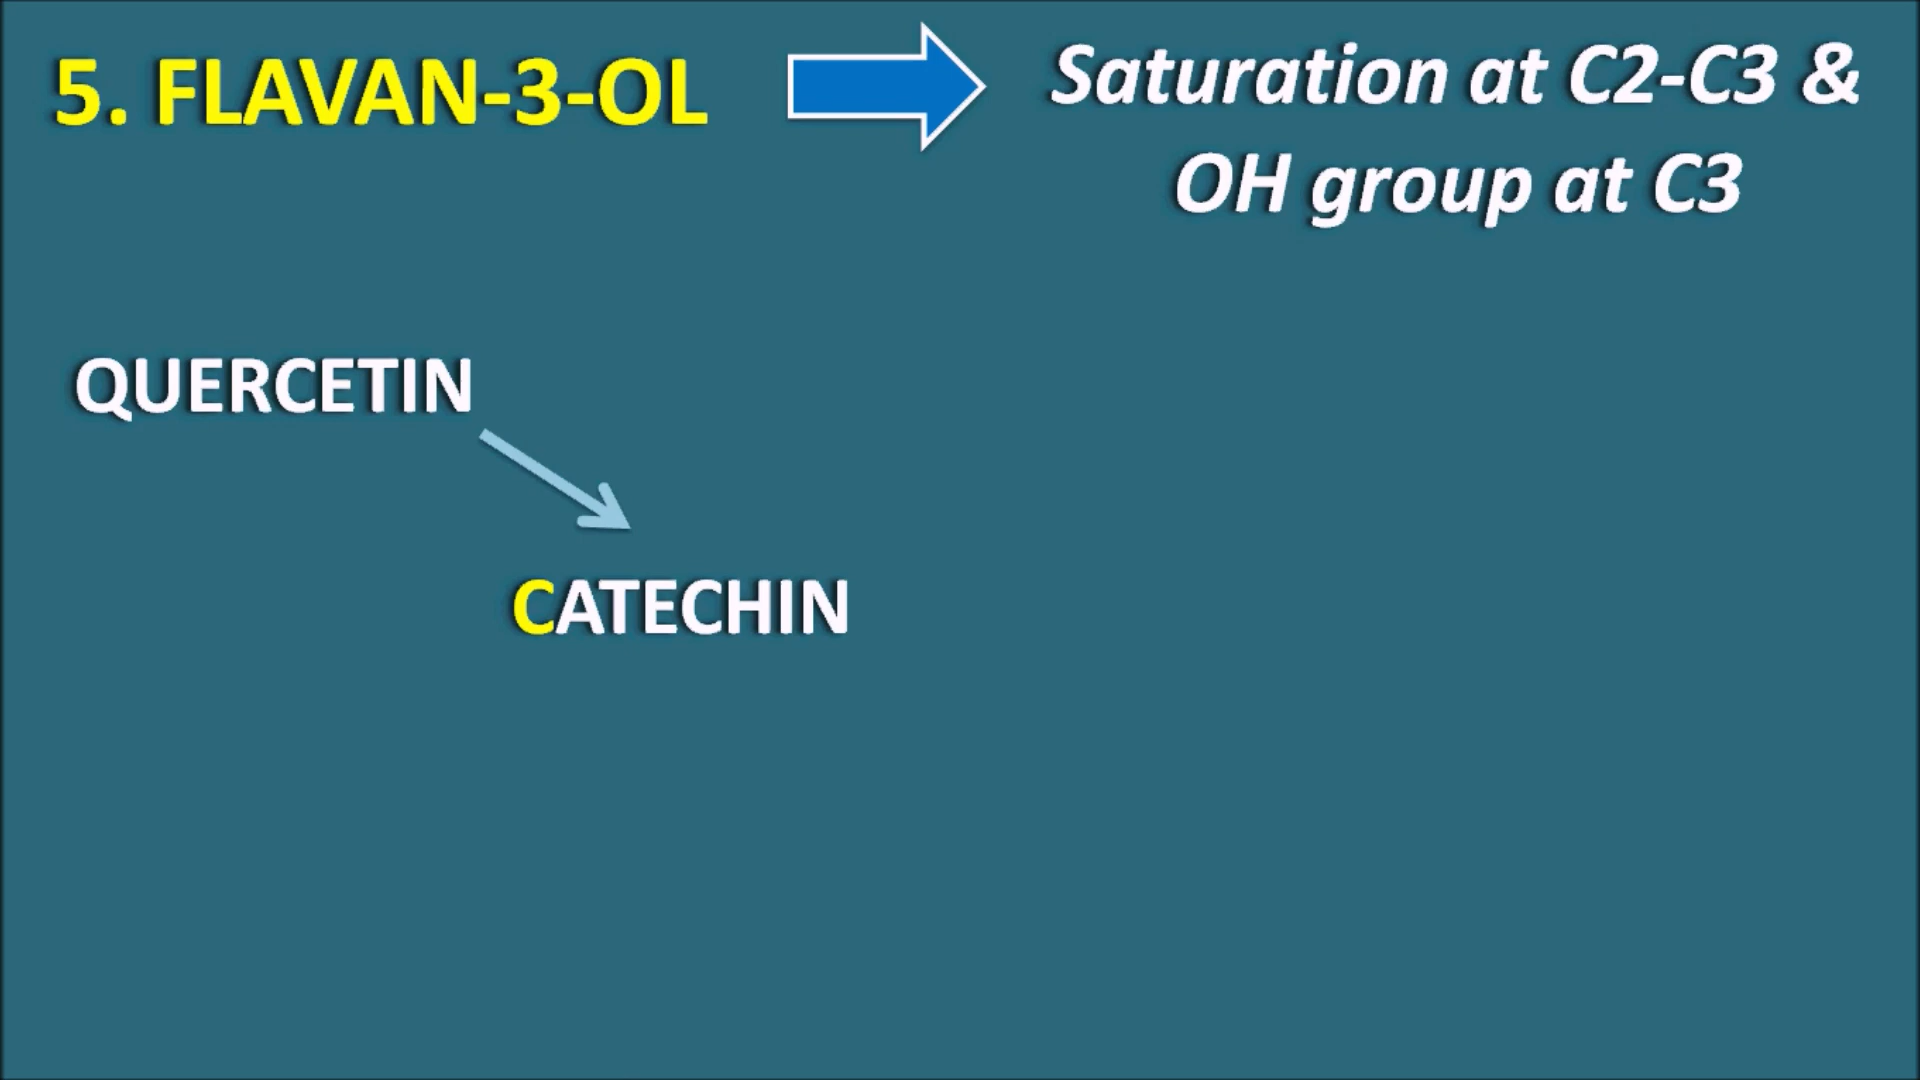 5. FLAVAN-3-OL
Saturation at C2-C3 &
OH group at C3
QUERCETIN
CATECHIN